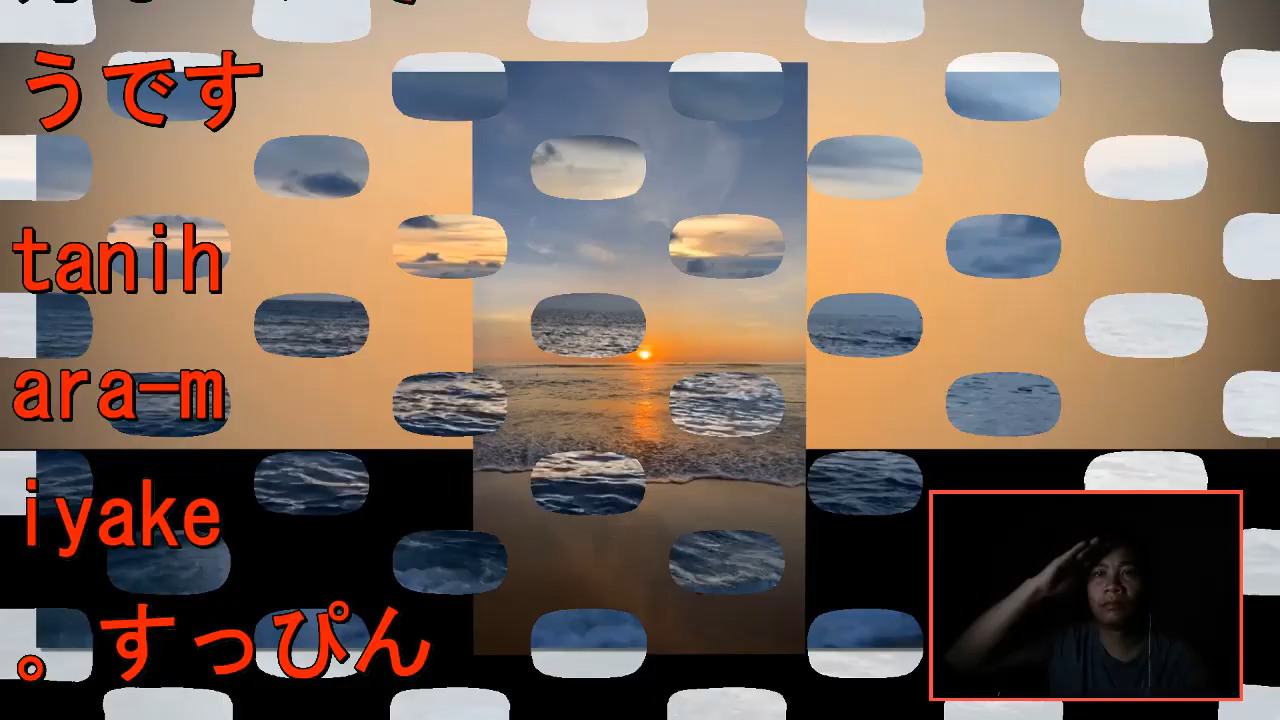 うです
tanih
ara-m
iyake
。すっぴん